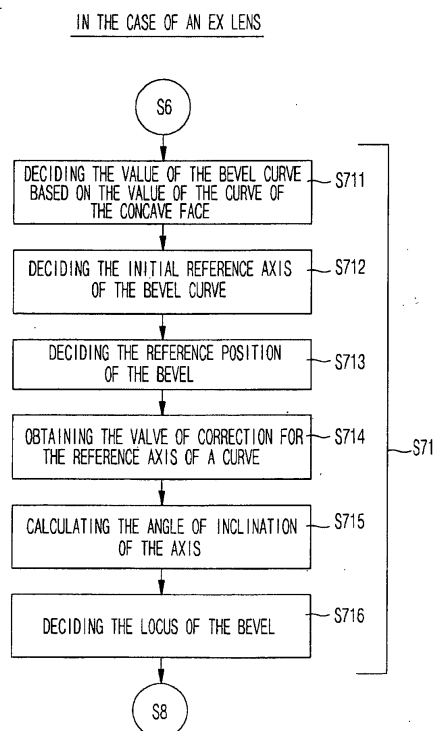 IN THE CASE OF AN EX LENS
S6
DECIDING THE VALUE OF THE BEVEL CURVE
BASED ON THE VALUE OF THE CURVE OF
THE CONCAVE FACE
S711
DECIDING THE INITIAL REFERENCE AXIS
OF THE BEVEL CURVE
S712
DECIDING THE REFERENCE POSITION
OF THE BEVEL
S713
OBTAINING THE VALVE OF CORRECTION FOR
THE REFERENCE AXIS OF A CURVE
S714
S71
CALCULATING THE ANGLE OF INCLINATION
OF THE AXIS
S715
DECIDING THE LOCUS OF THE BEVEL
S716
S8